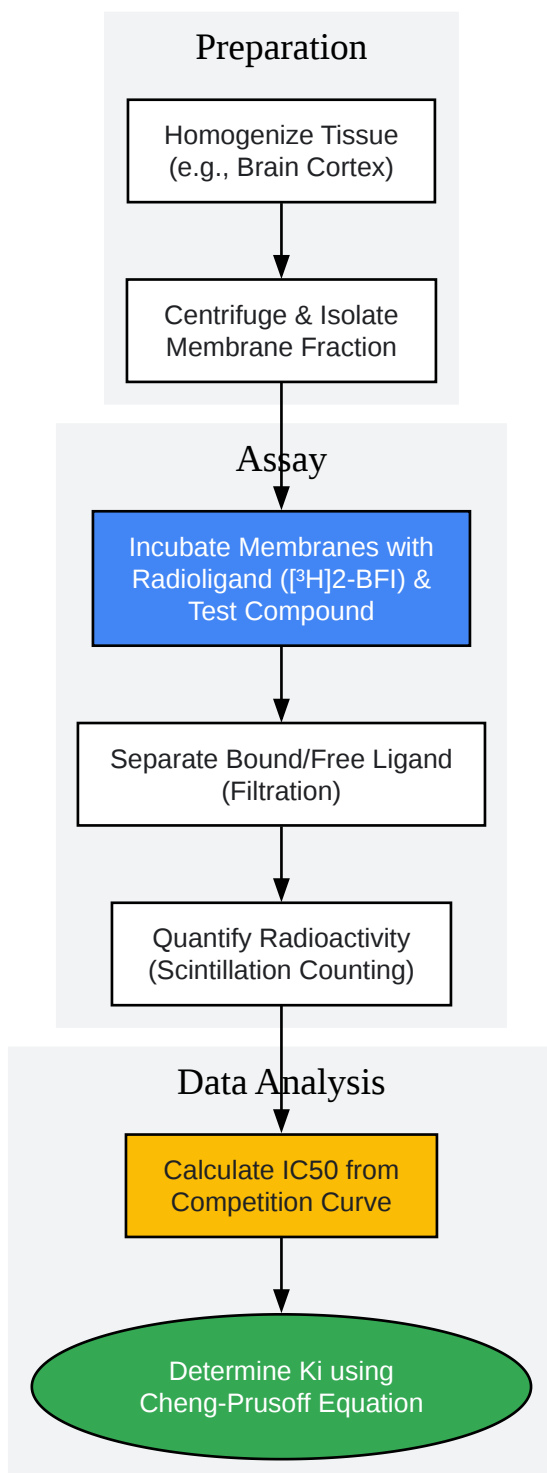 Preparation
Homogenize Tissue
(e.g., Brain Cortex)
Centrifuge & Isolate
Membrane Fraction
Assay
Incubate Membranes with
Radioligand ([³H]2-BFI) &
Test Compound
Separate Bound/Free Ligand
(Filtration)
Quantify Radioactivity
(Scintillation Counting)
Data Analysis
Calculate IC50 from
Competition Curve
Determine Ki using
Cheng-Prusoff Equation